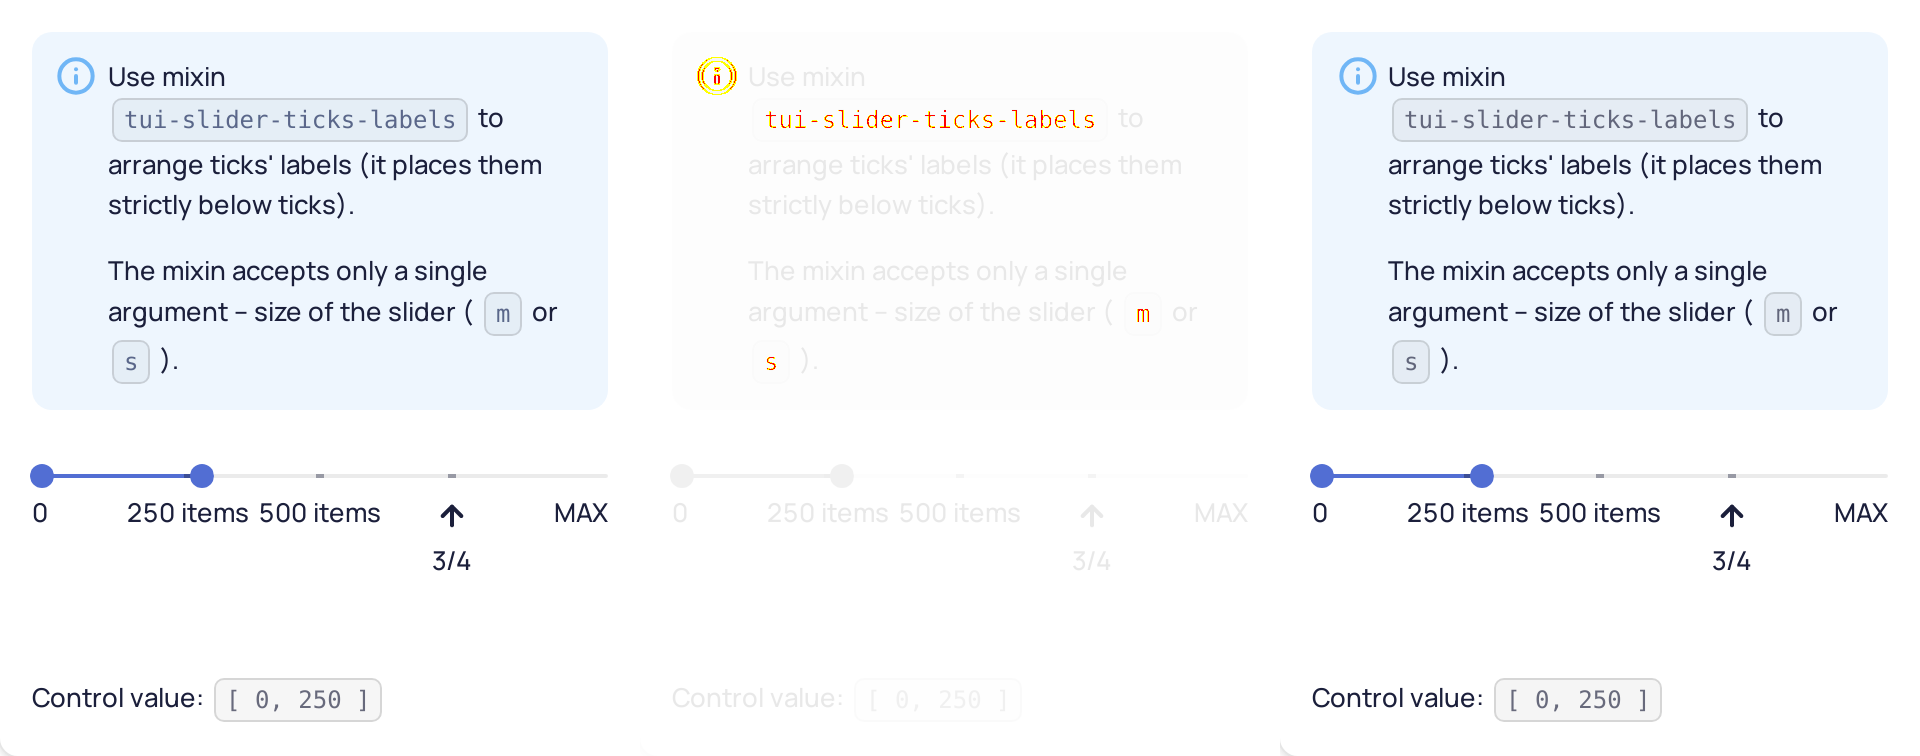 Use mixin
tui-slider-ticks-labels to
arrange ticks' labels (it places them
strictly below ticks).
The mixin accepts only a single
argument – size of the slider ( m or
s ).
0 250 items 500 items MAX
3/4
Control value: [ 0, 250 ]
Use mixin
tui-slider-ticks-labels to
arrange ticks' labels (it places them
strictly below ticks).
The mixin accepts only a single
argument – size of the slider ( m or
s ).
0 250 items 500 items MAX
3/4
Control value: [ 0, 250 ]
Use mixin
tui-slider-ticks-labels to
arrange ticks' labels (it places them
strictly below ticks).
The mixin accepts only a single
argument – size of the slider ( m or
s ).
0 250 items 500 items MAX
3/4
Control value: [ 0, 250 ]